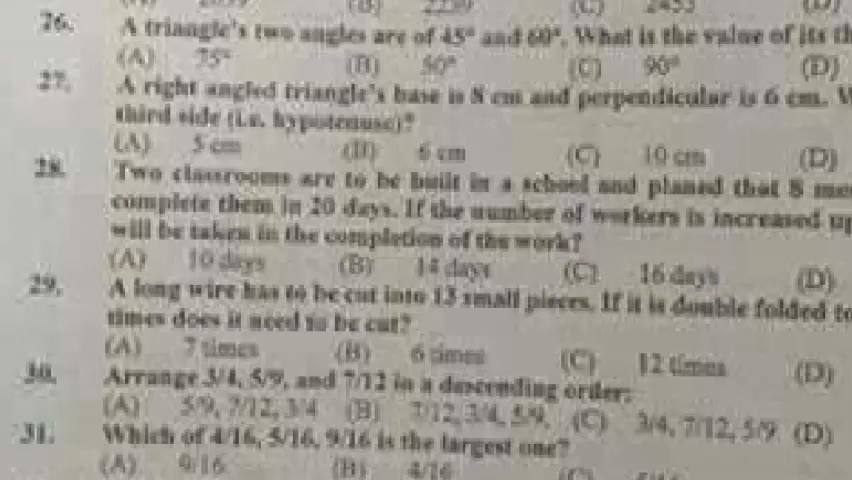 (B) 2250 (C) 2455 (D)
26. A triangle's two angles are of 45° and 60°. What is the value of its th
(A) 75° (B) 50° (C) 90° (D)
27. A right angled triangle's base is 8 cm and perpendicular is 6 cm. W
third side (i.e. hypotenuse)?
(A) 5 cm (B) 6 cm (C) 10 cm (D)
28. Two classrooms are to be built in a school and planed that 8 me
complete them in 20 days. If the number of workers is increased up
will be taken in the completion of the work?
(A) 10 days (B) 14 days (C) 16 days (D)
29. A long wire has to be cut into 13 small pieces. If it is double folded to
times does it need to be cut?
(A) 7 times (B) 6 times (C) 12 times (D)
30. Arrange 3/4, 5/9, and 7/12 in a descending order:
(A) 5/9, 7/12, 3/4 (B) 7/12, 3/4, 5/9. (C) 3/4, 7/12, 5/9 (D)
31. Which of 4/16, 5/16, 9/16 is the largest one?
(A) 9/16 (B) 4/16 (C) 5/16